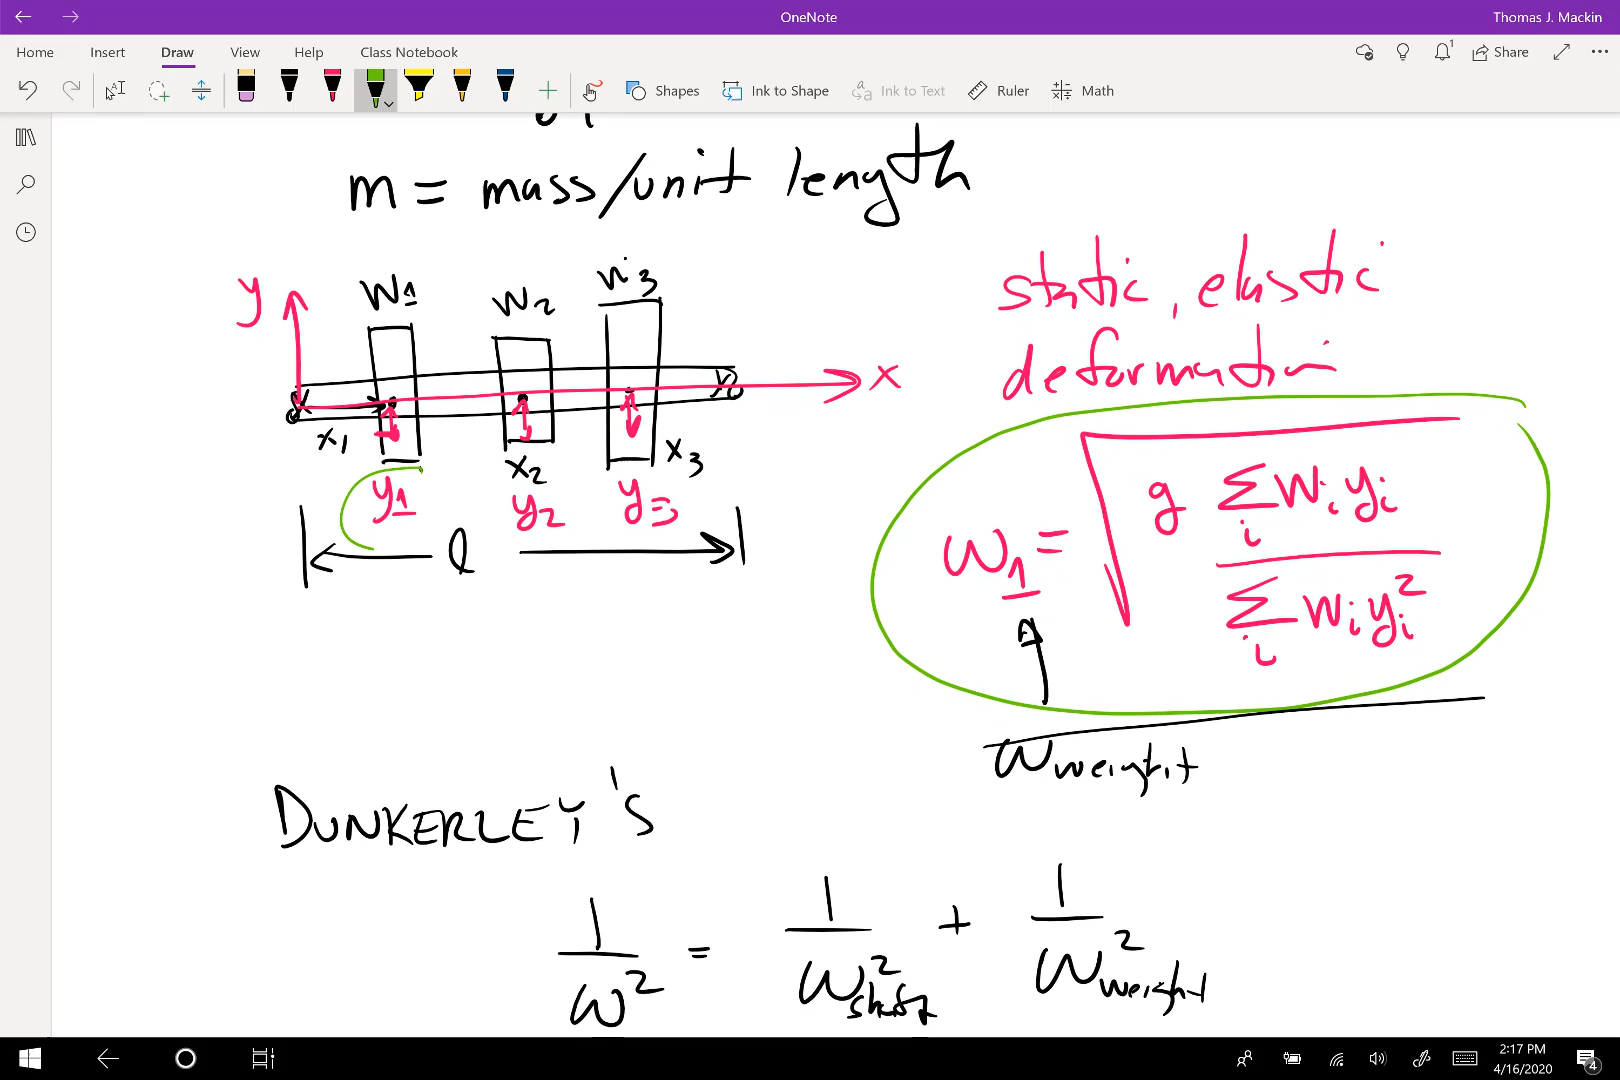 OneNote
Thomas J. Mackin
Home Insert Draw View Help Class Notebook
1 Share
Shapes Ink to Shape Ink to Text Ruler Math
m = mass/unit length
y W1 W2 W3
x
x1 x2 x3
y1 y2 y3
l
static, elastic
deformation
ω1 = √(g Σi Wi yi / Σi Wi yi²)
ωweight
DUNKERLEY'S
1/ω² = 1/ω²shaft + 1/ω²weight
2:17 PM
4/16/2020
4